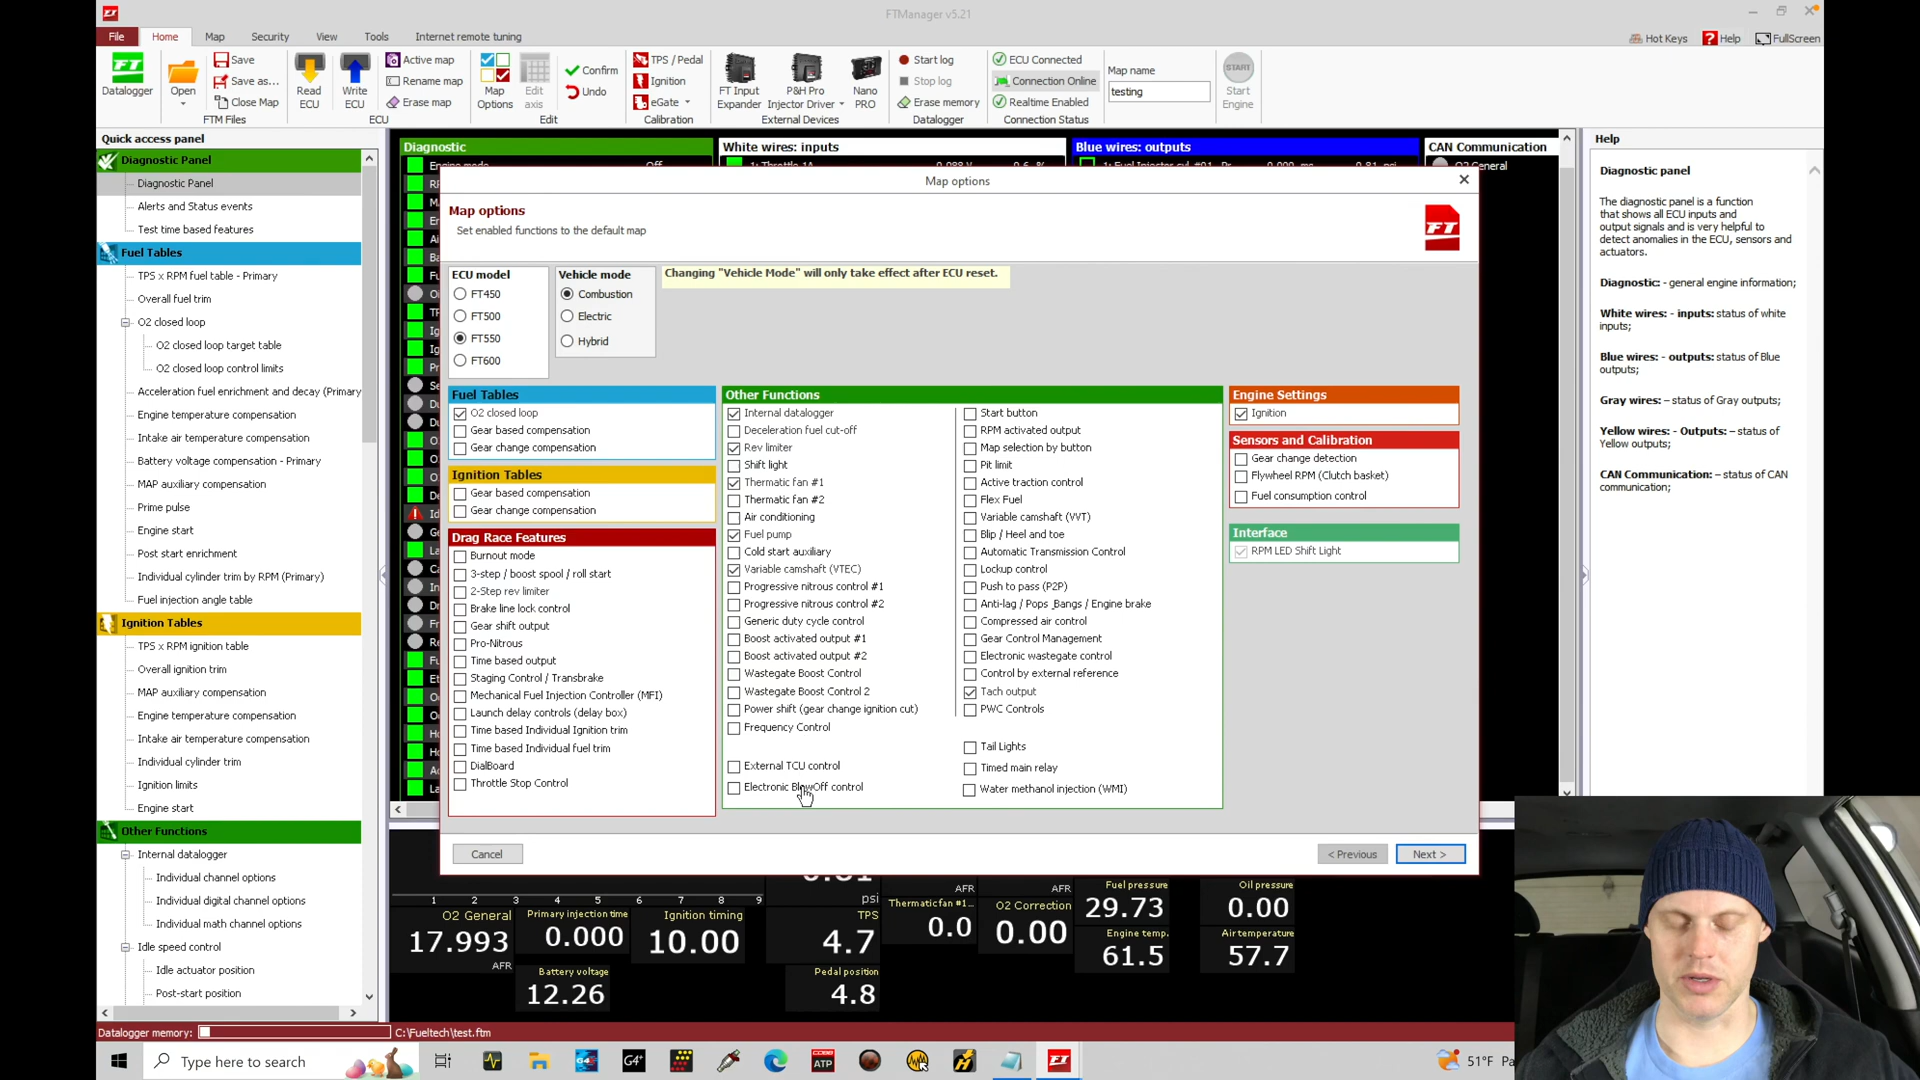 FTManager v5.21
File Home Map Security View Tools Internet remote tuning
Hot Keys Help FullScreen
Datalogger
Open
Save
Save as...
Close Map
FTM Files
Read ECU
Write ECU
Active map
Rename map
Erase map
ECU
Map Options
Edit axis
Confirm
Undo
Edit
TPS / Pedal
Ignition
eGate
Calibration
FT Input Expander
P&H Pro Injector Driver
Nano PRO
External Devices
Start log
Stop log
Erase memory
Datalogger
ECU Connected
Connection Online
Realtime Enabled
Connection Status
Map name
testing
START
Start Engine
Quick access panel
Diagnostic Panel
Diagnostic Panel
Alerts and Status events
Test time based features
Fuel Tables
TPS x RPM fuel table - Primary
Overall fuel trim
O2 closed loop
O2 closed loop target table
O2 closed loop control limits
Acceleration fuel enrichment and decay (Primary
Engine temperature compensation
Intake air temperature compensation
Battery voltage compensation - Primary
MAP auxiliary compensation
Prime pulse
Engine start
Post start enrichment
Individual cylinder trim by RPM (Primary)
Fuel injection angle table
Ignition Tables
TPS x RPM ignition table
Overall ignition trim
MAP auxiliary compensation
Engine temperature compensation
Intake air temperature compensation
Individual cylinder trim
Ignition limits
Engine start
Other Functions
Internal datalogger
Individual channel options
Individual digital channel options
Individual math channel options
Idle speed control
Idle actuator position
Post-start position
Diagnostic
White wires: inputs
Blue wires: outputs
CAN Communication
Map options
Map options
Set enabled functions to the default map
ECU model
FT450
FT500
FT550
FT600
Vehicle mode
Combustion
Electric
Hybrid
Changing "Vehicle Mode" will only take effect after ECU reset.
Fuel Tables
O2 closed loop
Gear based compensation
Gear change compensation
Ignition Tables
Gear based compensation
Gear change compensation
Drag Race Features
Burnout mode
3-step / boost spool / roll start
2-Step rev limiter
Brake line lock control
Gear shift output
Pro-Nitrous
Time based output
Staging Control / Transbrake
Mechanical Fuel Injection Controller (MFI)
Launch delay controls (delay box)
Time based Individual Ignition trim
Time based Individual fuel trim
DialBoard
Throttle Stop Control
Other Functions
Internal datalogger
Deceleration fuel cut-off
Rev limiter
Shift light
Thermatic fan #1
Thermatic fan #2
Air conditioning
Fuel pump
Cold start auxiliary
Variable camshaft (VTEC)
Progressive nitrous control #1
Progressive nitrous control #2
Generic duty cycle control
Boost activated output #1
Boost activated output #2
Wastegate Boost Control
Wastegate Boost Control 2
Power shift (gear change ignition cut)
Frequency Control
External TCU control
Electronic BlowOff control
Start button
RPM activated output
Map selection by button
Pit limit
Active traction control
Flex Fuel
Variable camshaft (VVT)
Blip / Heel and toe
Automatic Transmission Control
Lockup control
Push to pass (P2P)
Anti-lag / Pops_Bangs / Engine brake
Compressed air control
Gear Control Management
Electronic wastegate control
Control by external reference
Tach output
PWC Controls
Tail Lights
Timed main relay
Water methanol injection (WMI)
Engine Settings
Ignition
Sensors and Calibration
Gear change detection
Flywheel RPM (Clutch basket)
Fuel consumption control
Interface
RPM LED Shift Light
Cancel
< Previous
Next >
Help
Diagnostic panel
The diagnostic panel is a function
that shows all ECU inputs and
output signals and is very helpful to
detect anomalies in the ECU, sensors and
actuators.
Diagnostic: - general engine information;
White wires: - inputs: status of white
inputs;
Blue wires: - outputs: status of Blue
outputs;
Gray wires: – status of Gray outputs;
Yellow wires: - Outputs: – status of
Yellow outputs;
CAN Communication: – status of CAN
communication;
1 2 3 4 5 6 7 8 9
O2 General
17.993
AFR
Primary injection time
0.000
Battery voltage
12.26
Ignition timing
10.00
psi
TPS
4.7
Pedal position
4.8
AFR
Thermatic fan #1...
0.0
AFR
O2 Correction
0.00
Fuel pressure
29.73
Engine temp.
61.5
Oil pressure
0.00
Air temperature
57.7
Datalogger memory:
C:\Fueltech\test.ftm
Type here to search
51°F